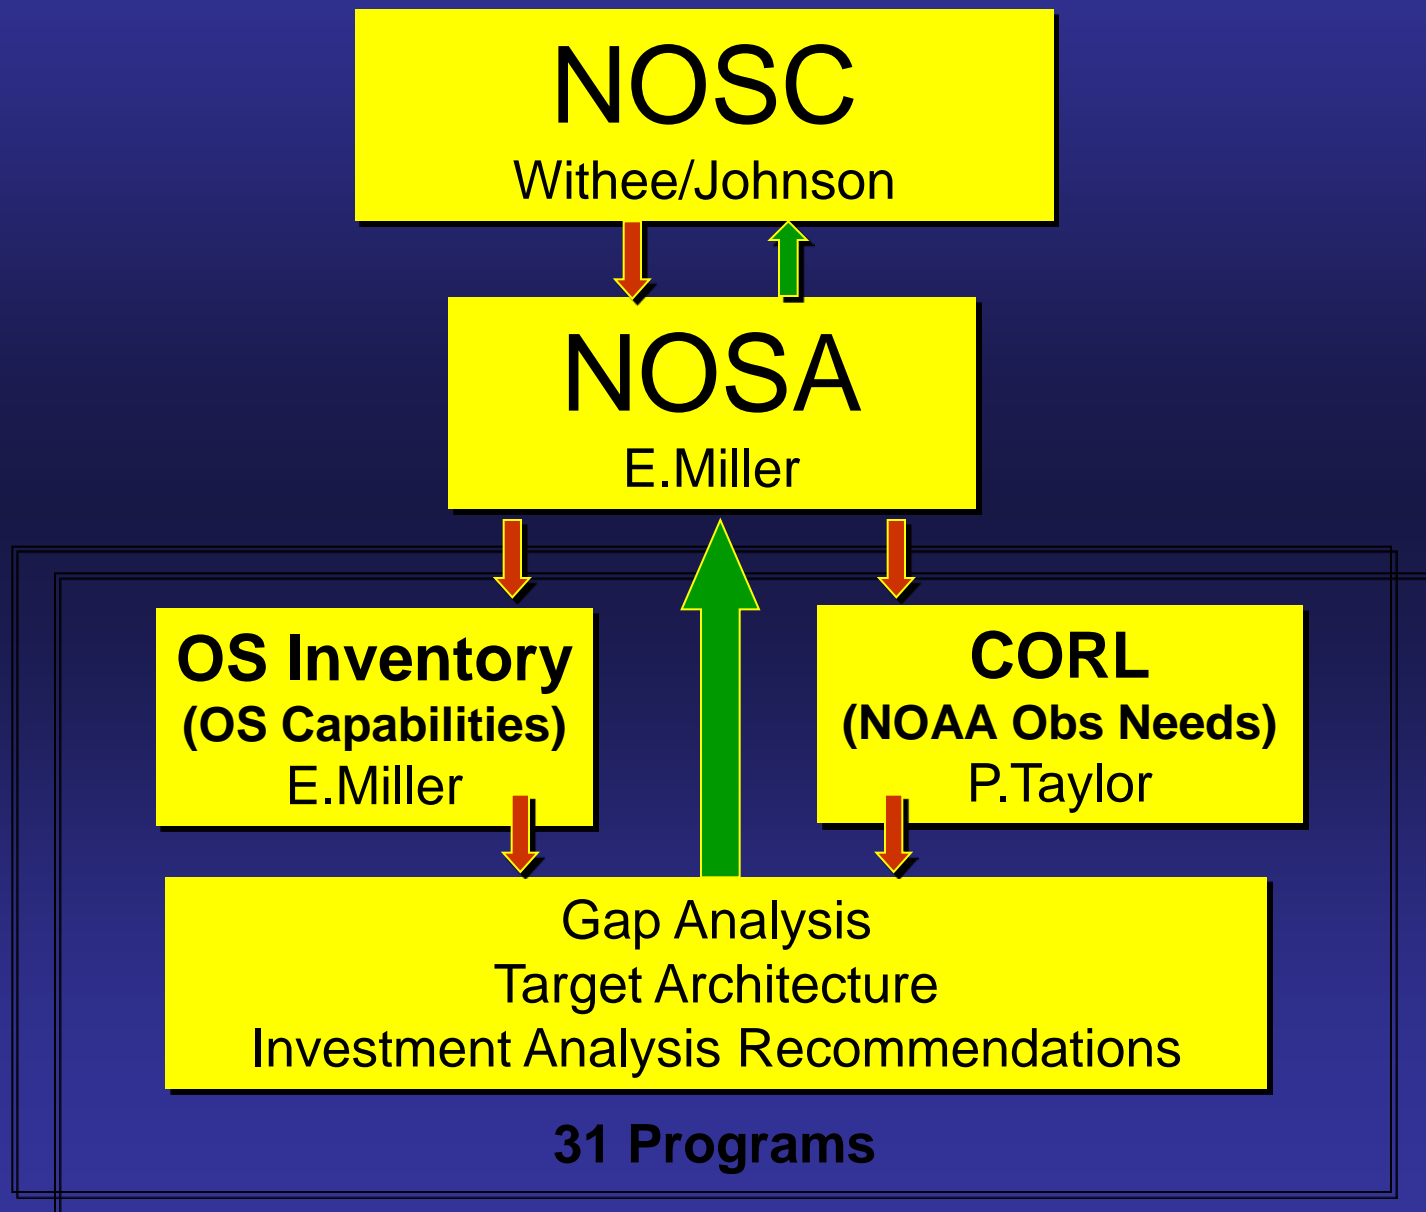 NOSC
Withee/Johnson
NOSA
E.Miller
OS Inventory
(OS Capabilities)
E.Miller
CORL
(NOAA Obs Needs)
P.Taylor
Gap Analysis
Target Architecture
Investment Analysis Recommendations
31 Programs